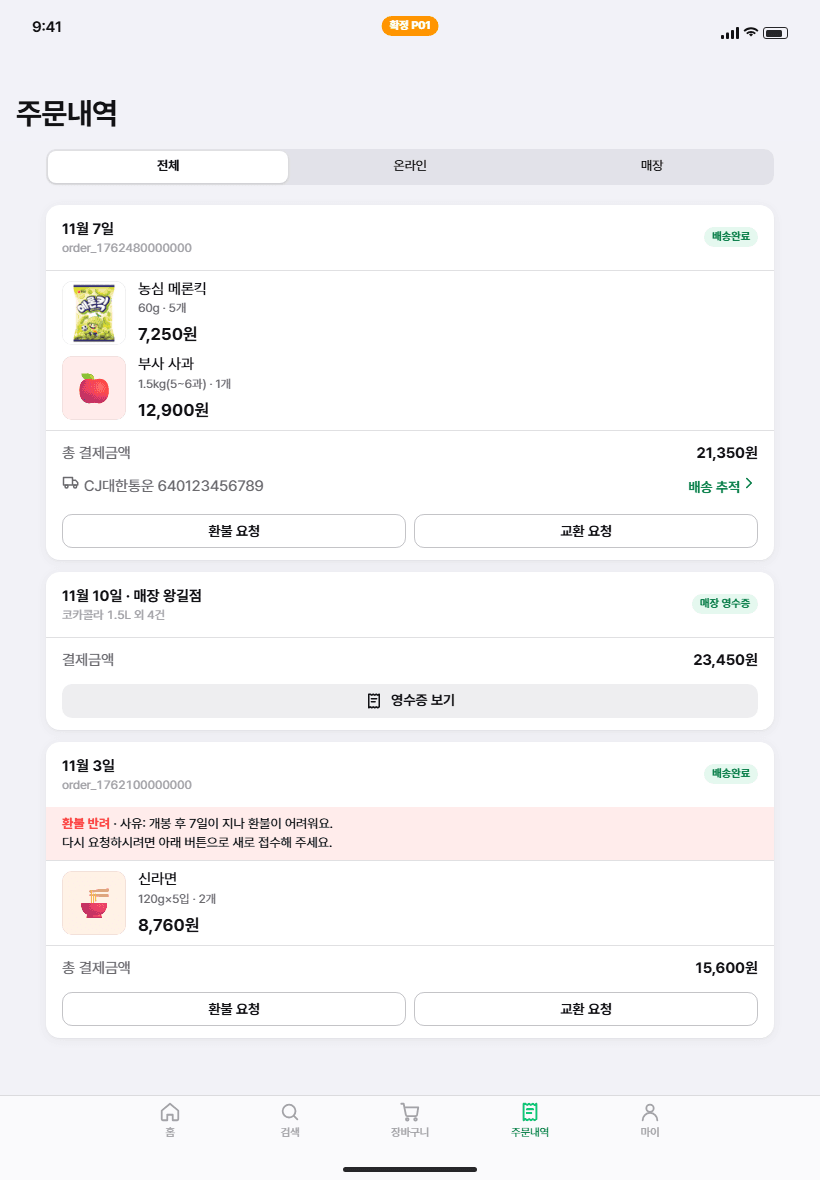 9:41
확정 P01
주문내역
전체
온라인
매장
11월 7일
order_1762480000000
배송완료
농심 메론킥
60g · 5개
7,250원
부사 사과
1.5kg(5~6과) · 1개
12,900원
총 결제금액
21,350원
CJ대한통운 640123456789
배송 추적
환불 요청
교환 요청
11월 10일 · 매장 왕길점
코카콜라 1.5L 외 4건
매장 영수증
결제금액
23,450원
영수증 보기
11월 3일
order_1762100000000
배송완료
환불 반려 · 사유: 개봉 후 7일이 지나 환불이 어려워요.
다시 요청하시려면 아래 버튼으로 새로 접수해 주세요.
신라면
120g×5입 · 2개
8,760원
총 결제금액
15,600원
환불 요청
교환 요청
홈
검색
장바구니
주문내역
마이